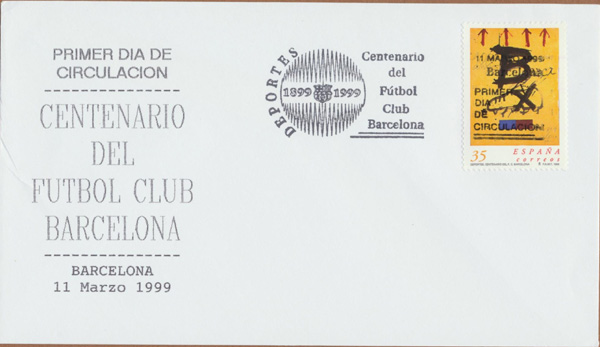 PRIMER DIA DE
CIRCULACION
CENTENARIO
DEL
FUTBOL CLUB
BARCELONA
BARCELONA
11 Marzo 1999
DEPORTES
1899 1999
Centenario
del
Fútbol
Club
Barcelona
11 MARZO 1999
Barcelona
PRIMER
DIA
DE
CIRCULACION
35 ESPAÑA
correos